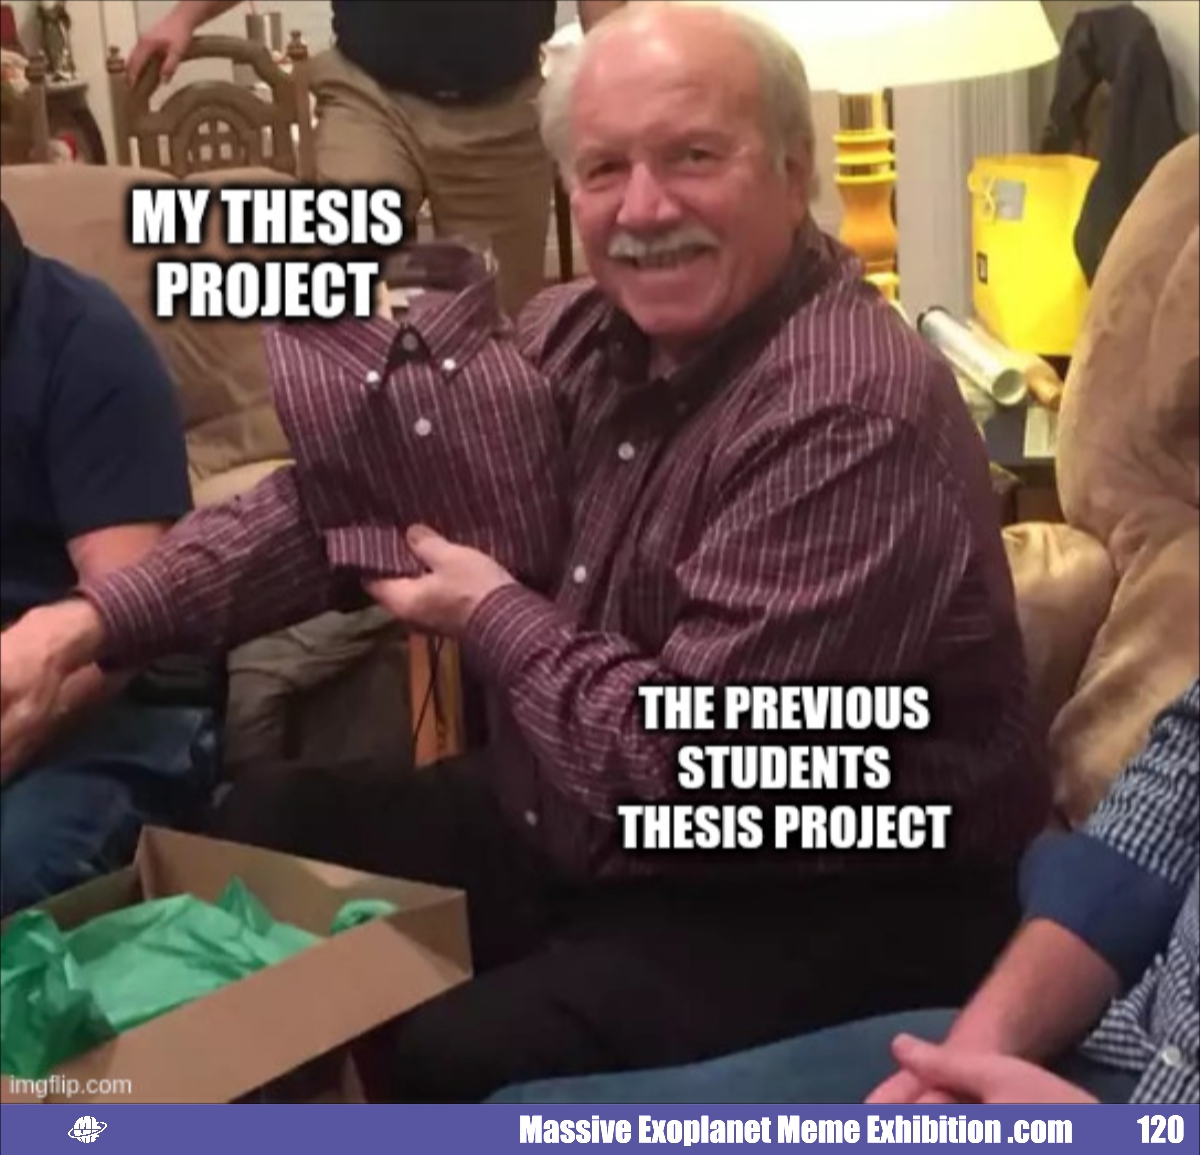 MY THESIS
PROJECT
THE PREVIOUS
STUDENTS
THESIS PROJECT
imgflip.com
Massive Exoplanet Meme Exhibition .com
120